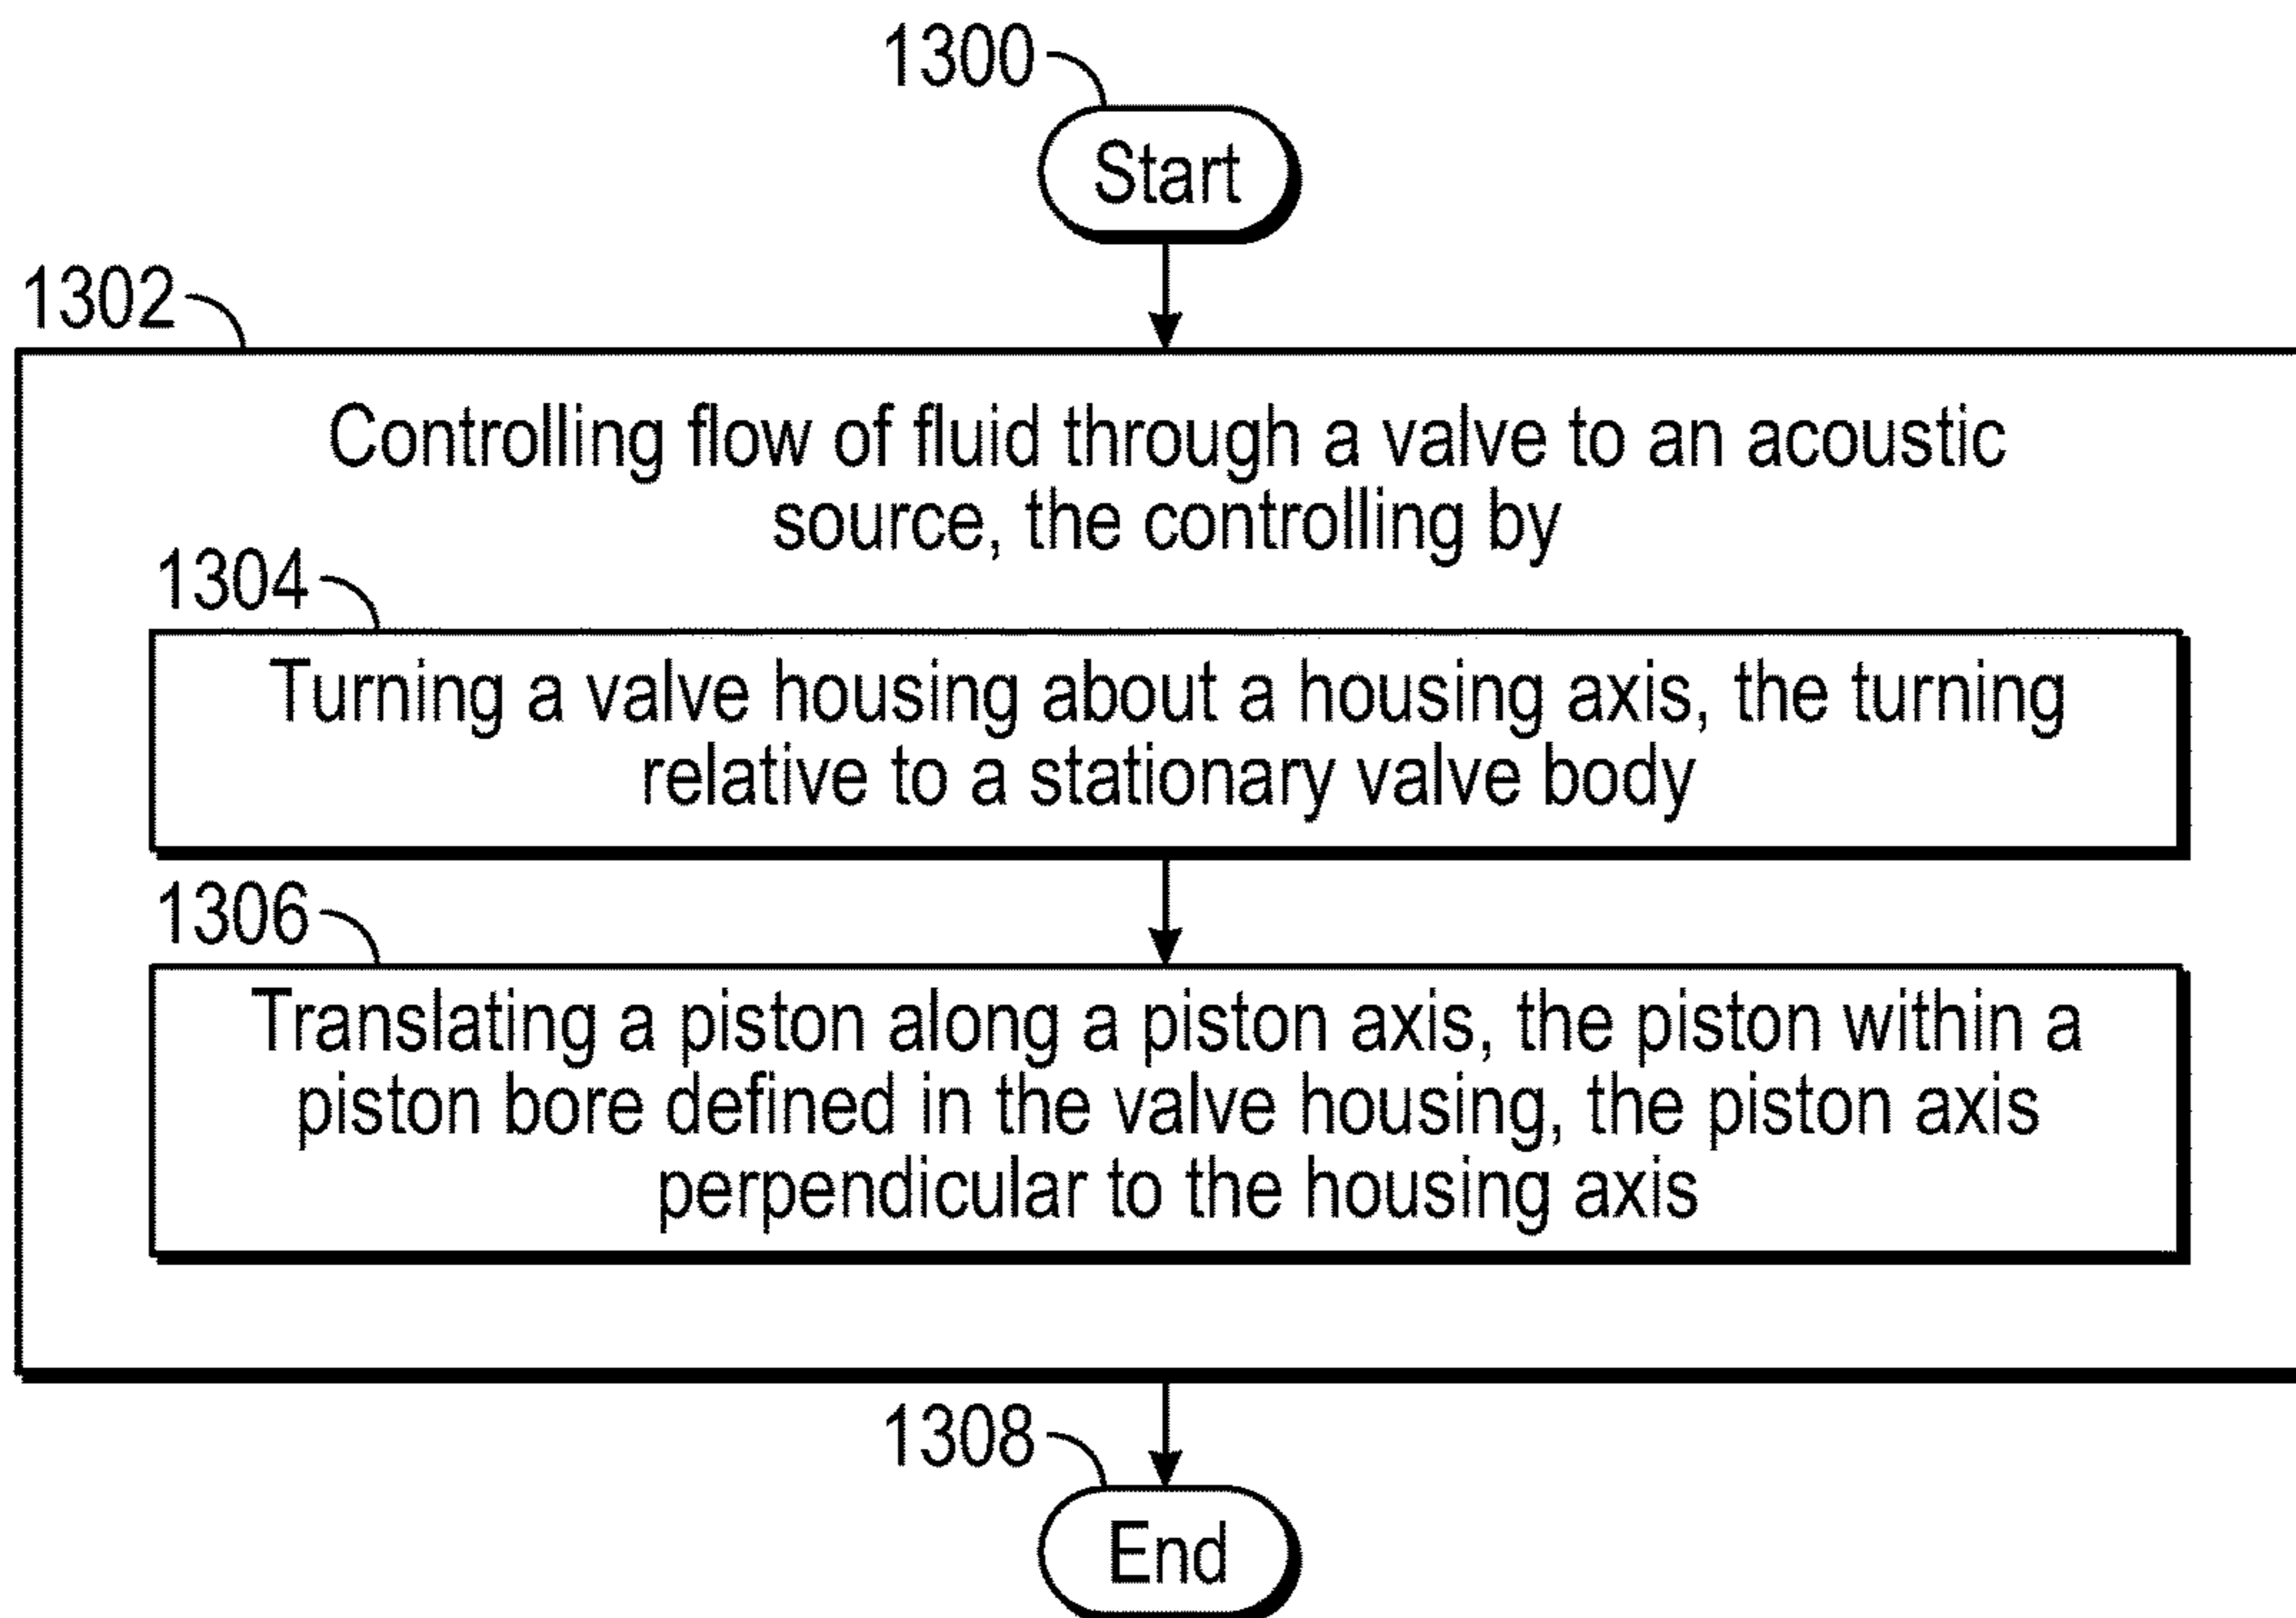 1300
Start
1302
Controlling flow of fluid through a valve to an acoustic
source, the controlling by
1304
Turning a valve housing about a housing axis, the turning
relative to a stationary valve body
1306
Translating a piston along a piston axis, the piston within a
piston bore defined in the valve housing, the piston axis
perpendicular to the housing axis
1308
End